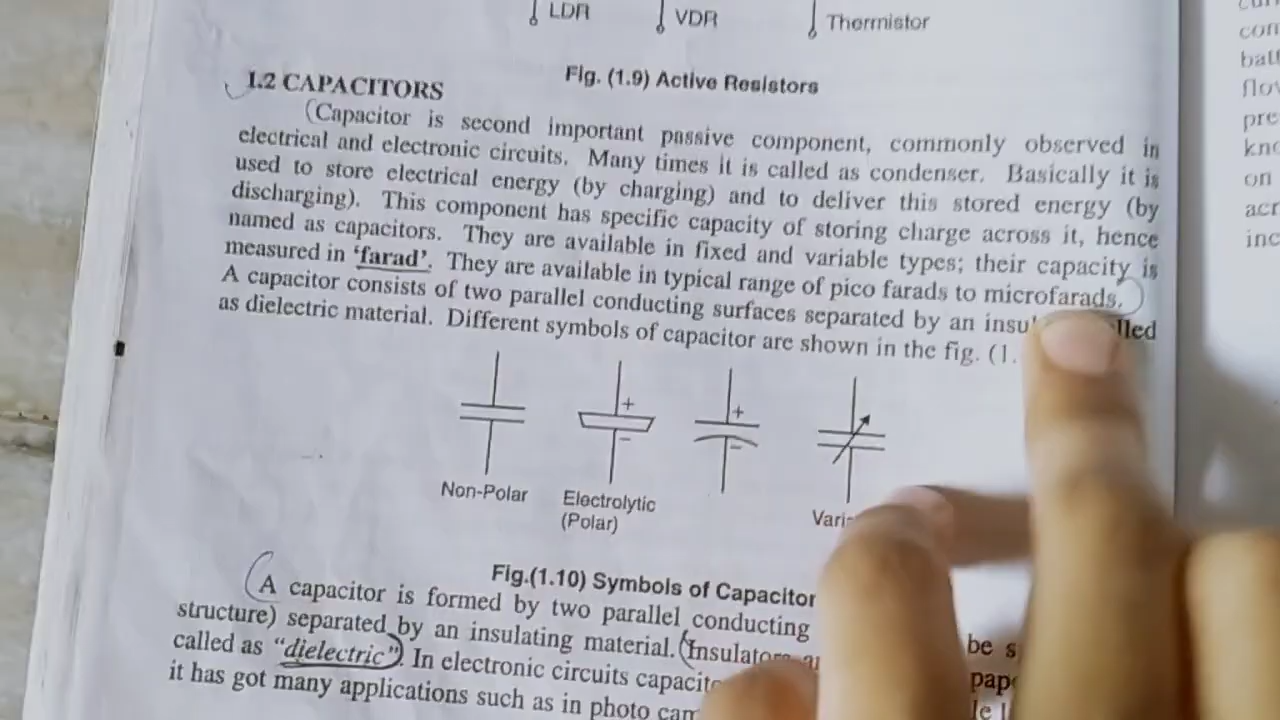 LDR VDR Thermistor
Fig. (1.9) Active Resistors
1.2 CAPACITORS
(Capacitor is second important passive component, commonly observed in
electrical and electronic circuits. Many times it is called as condenser. Basically it is
used to store electrical energy (by charging) and to deliver this stored energy (by
discharging). This component has specific capacity of storing charge across it, hence
named as capacitors. They are available in fixed and variable types; their capacity is
measured in ‘farad’. They are available in typical range of pico farads to microfarads.)
A capacitor consists of two parallel conducting surfaces separated by an
as dielectric material. Different symbols of capacitor are shown in the fig. (1.
+ + 
− −
Non-Polar Electrolytic
(Polar)
Fig.(1.10) Symbols of Capacitor
(A capacitor is formed by two parallel conducting
structure) separated by an insulating material. (Insulators
called as “dielectric”). In electronic circuits be s
it has got many applications such as in photo